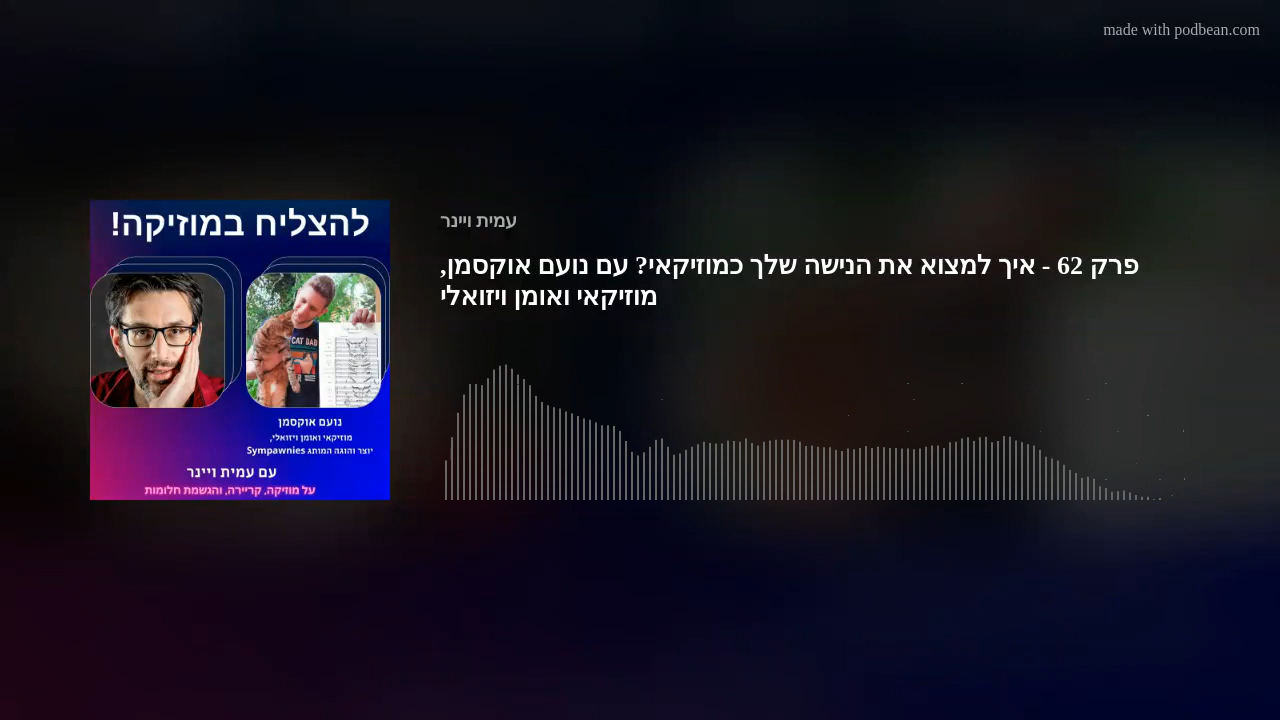 made with podbean.com
להצליח במוזיקה!
נועם אוקסמן
מוזיקאי ואומן ויזואלי,
יוצר והוגה המותג Sympawnies
עם עמית ויינר
על מוזיקה, קריירה, והגשמת חלומות
CAT DAD
עמית ויינר
פרק 62 - איך למצוא את הנישה שלך כמוזיקאי? עם נועם אוקסמן,
מוזיקאי ואומן ויזואלי